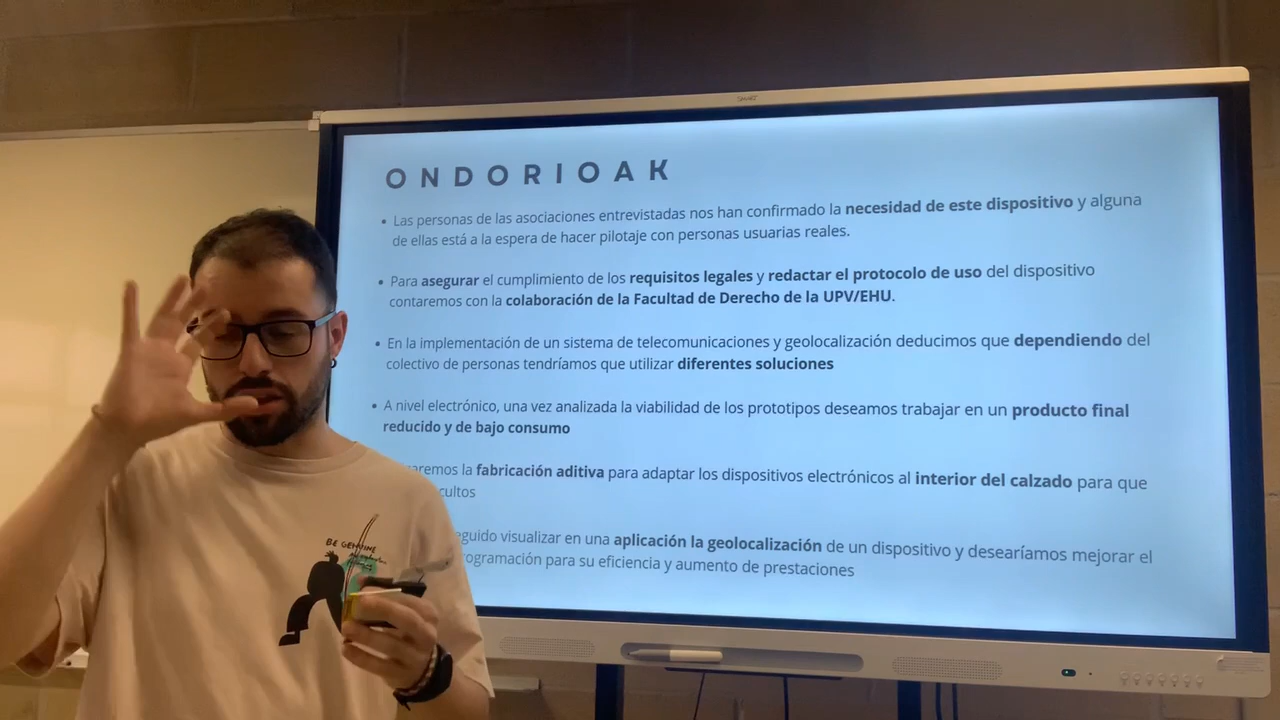 SMART
ONDORIOAK
• Las personas de las asociaciones entrevistadas nos han confirmado la necesidad de este dispositivo y alguna
de ellas está a la espera de hacer pilotaje con personas usuarias reales.
• Para asegurar el cumplimiento de los requisitos legales y redactar el protocolo de uso del dispositivo
contaremos con la colaboración de la Facultad de Derecho de la UPV/EHU.
• En la implementación de un sistema de telecomunicaciones y geolocalización deducimos que dependiendo del
colectivo de personas tendríamos que utilizar diferentes soluciones
• A nivel electrónico, una vez analizada la viabilidad de los prototipos deseamos trabajar en un producto final
reducido y de bajo consumo
la fabricación aditiva para adaptar los dispositivos electrónicos al interior del calzado para que
visualizar en una aplicación la geolocalización de un dispositivo y desearíamos mejorar el
para su eficiencia y aumento de prestaciones
BE GENUINE